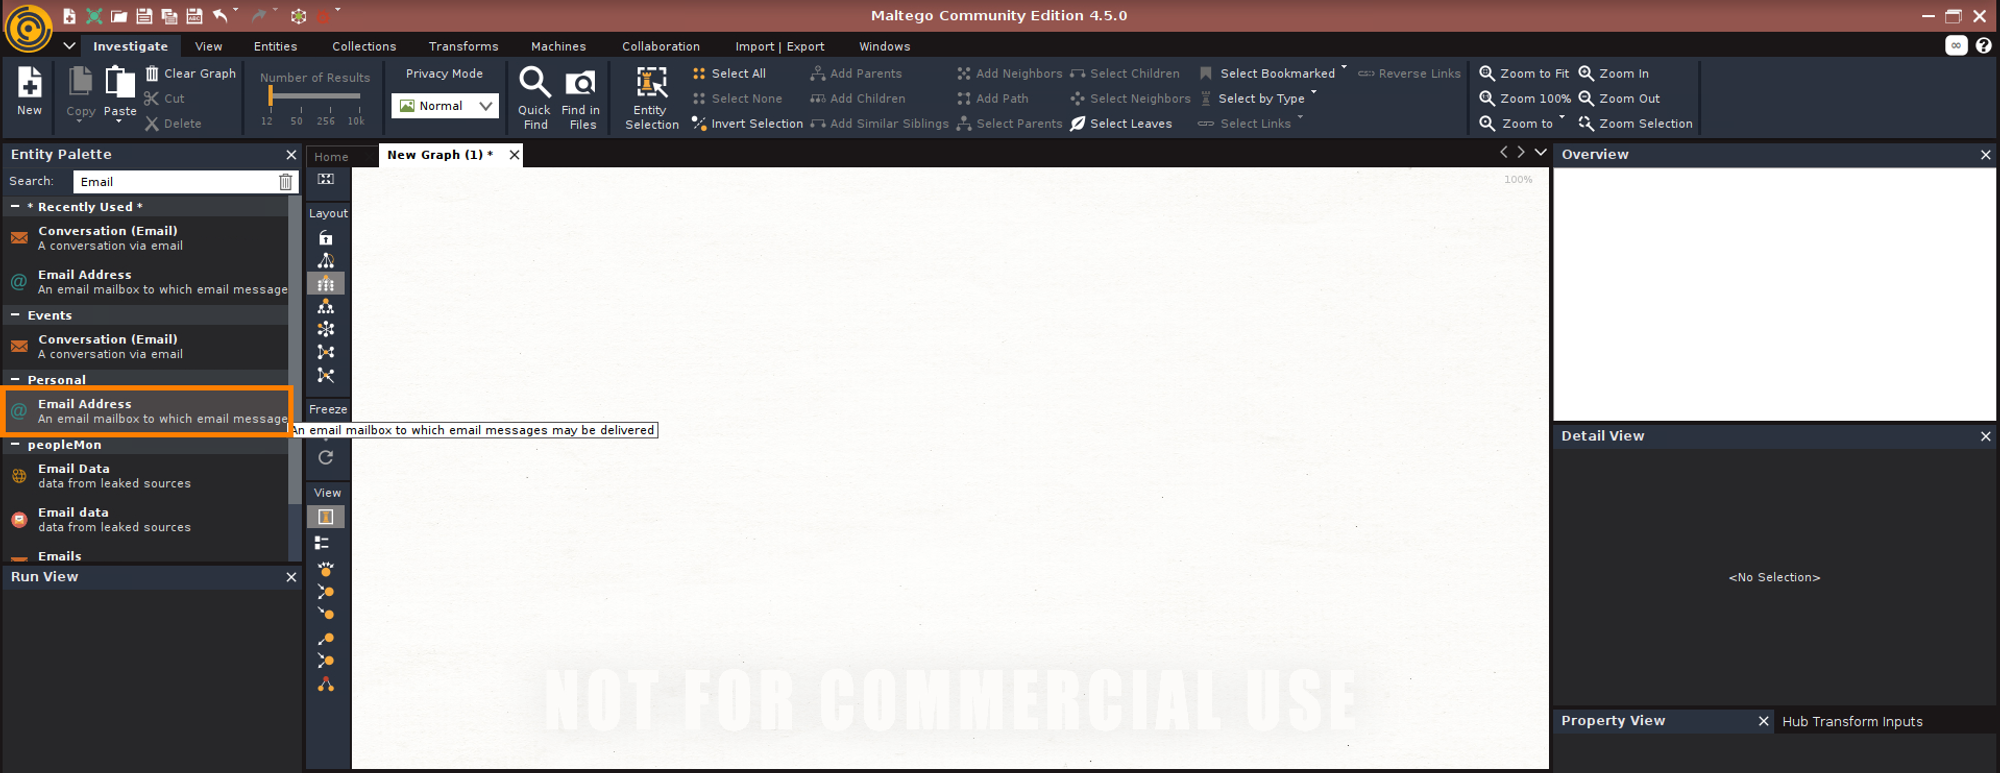 Maltego Community Edition 4.5.0
Investigate View Entities Collections Transforms Machines Collaboration Import | Export Windows
New
Copy
Paste
Clear Graph
Cut
Delete
Number of Results
12 50 256 10k
Privacy Mode
Normal
Quick
Find
Find in
Files
Entity
Selection
Select All
Select None
Invert Selection
Add Parents
Add Children
Add Similar Siblings
Add Neighbors
Add Path
Select Parents
Select Children
Select Neighbors
Select Leaves
Select Bookmarked
Select by Type
Select Links
Reverse Links
Zoom to Fit
Zoom 100%
Zoom to
Zoom In
Zoom Out
Zoom Selection
Entity Palette
Search: Email
* Recently Used *
Conversation (Email)
A conversation via email
Email Address
An email mailbox to which email message
Events
Conversation (Email)
A conversation via email
Personal
Email Address
An email mailbox to which email message
An email mailbox to which email messages may be delivered
peopleMon
Email Data
data from leaked sources
Email data
data from leaked sources
Emails
Run View
Home
New Graph (1) *
Layout
Freeze
View
100%
NOT FOR COMMERCIAL USE
Overview
Detail View
<No Selection>
Property View
Hub Transform Inputs